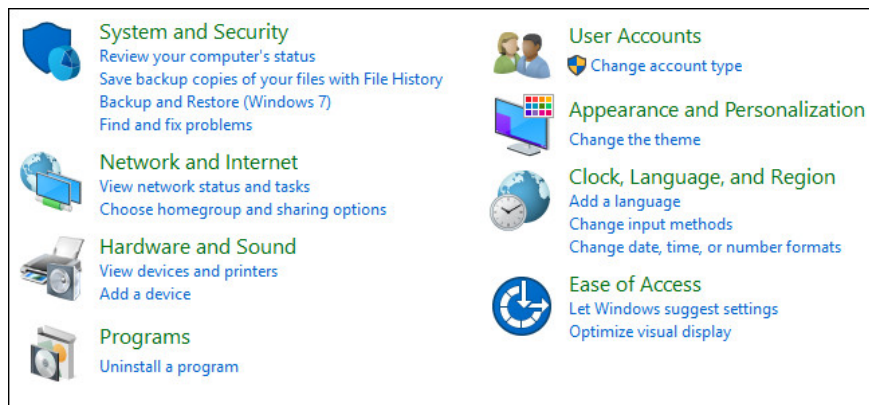 System and Security
Review your computer's status
Save backup copies of your files with File History
Backup and Restore (Windows 7)
Find and fix problems
Network and Internet
View network status and tasks
Choose homegroup and sharing options
Hardware and Sound
View devices and printers
Add a device
Programs
Uninstall a program
User Accounts
Change account type
Appearance and Personalization
Change the theme
Clock, Language, and Region
Add a language
Change input methods
Change date, time, or number formats
Ease of Access
Let Windows suggest settings
Optimize visual display